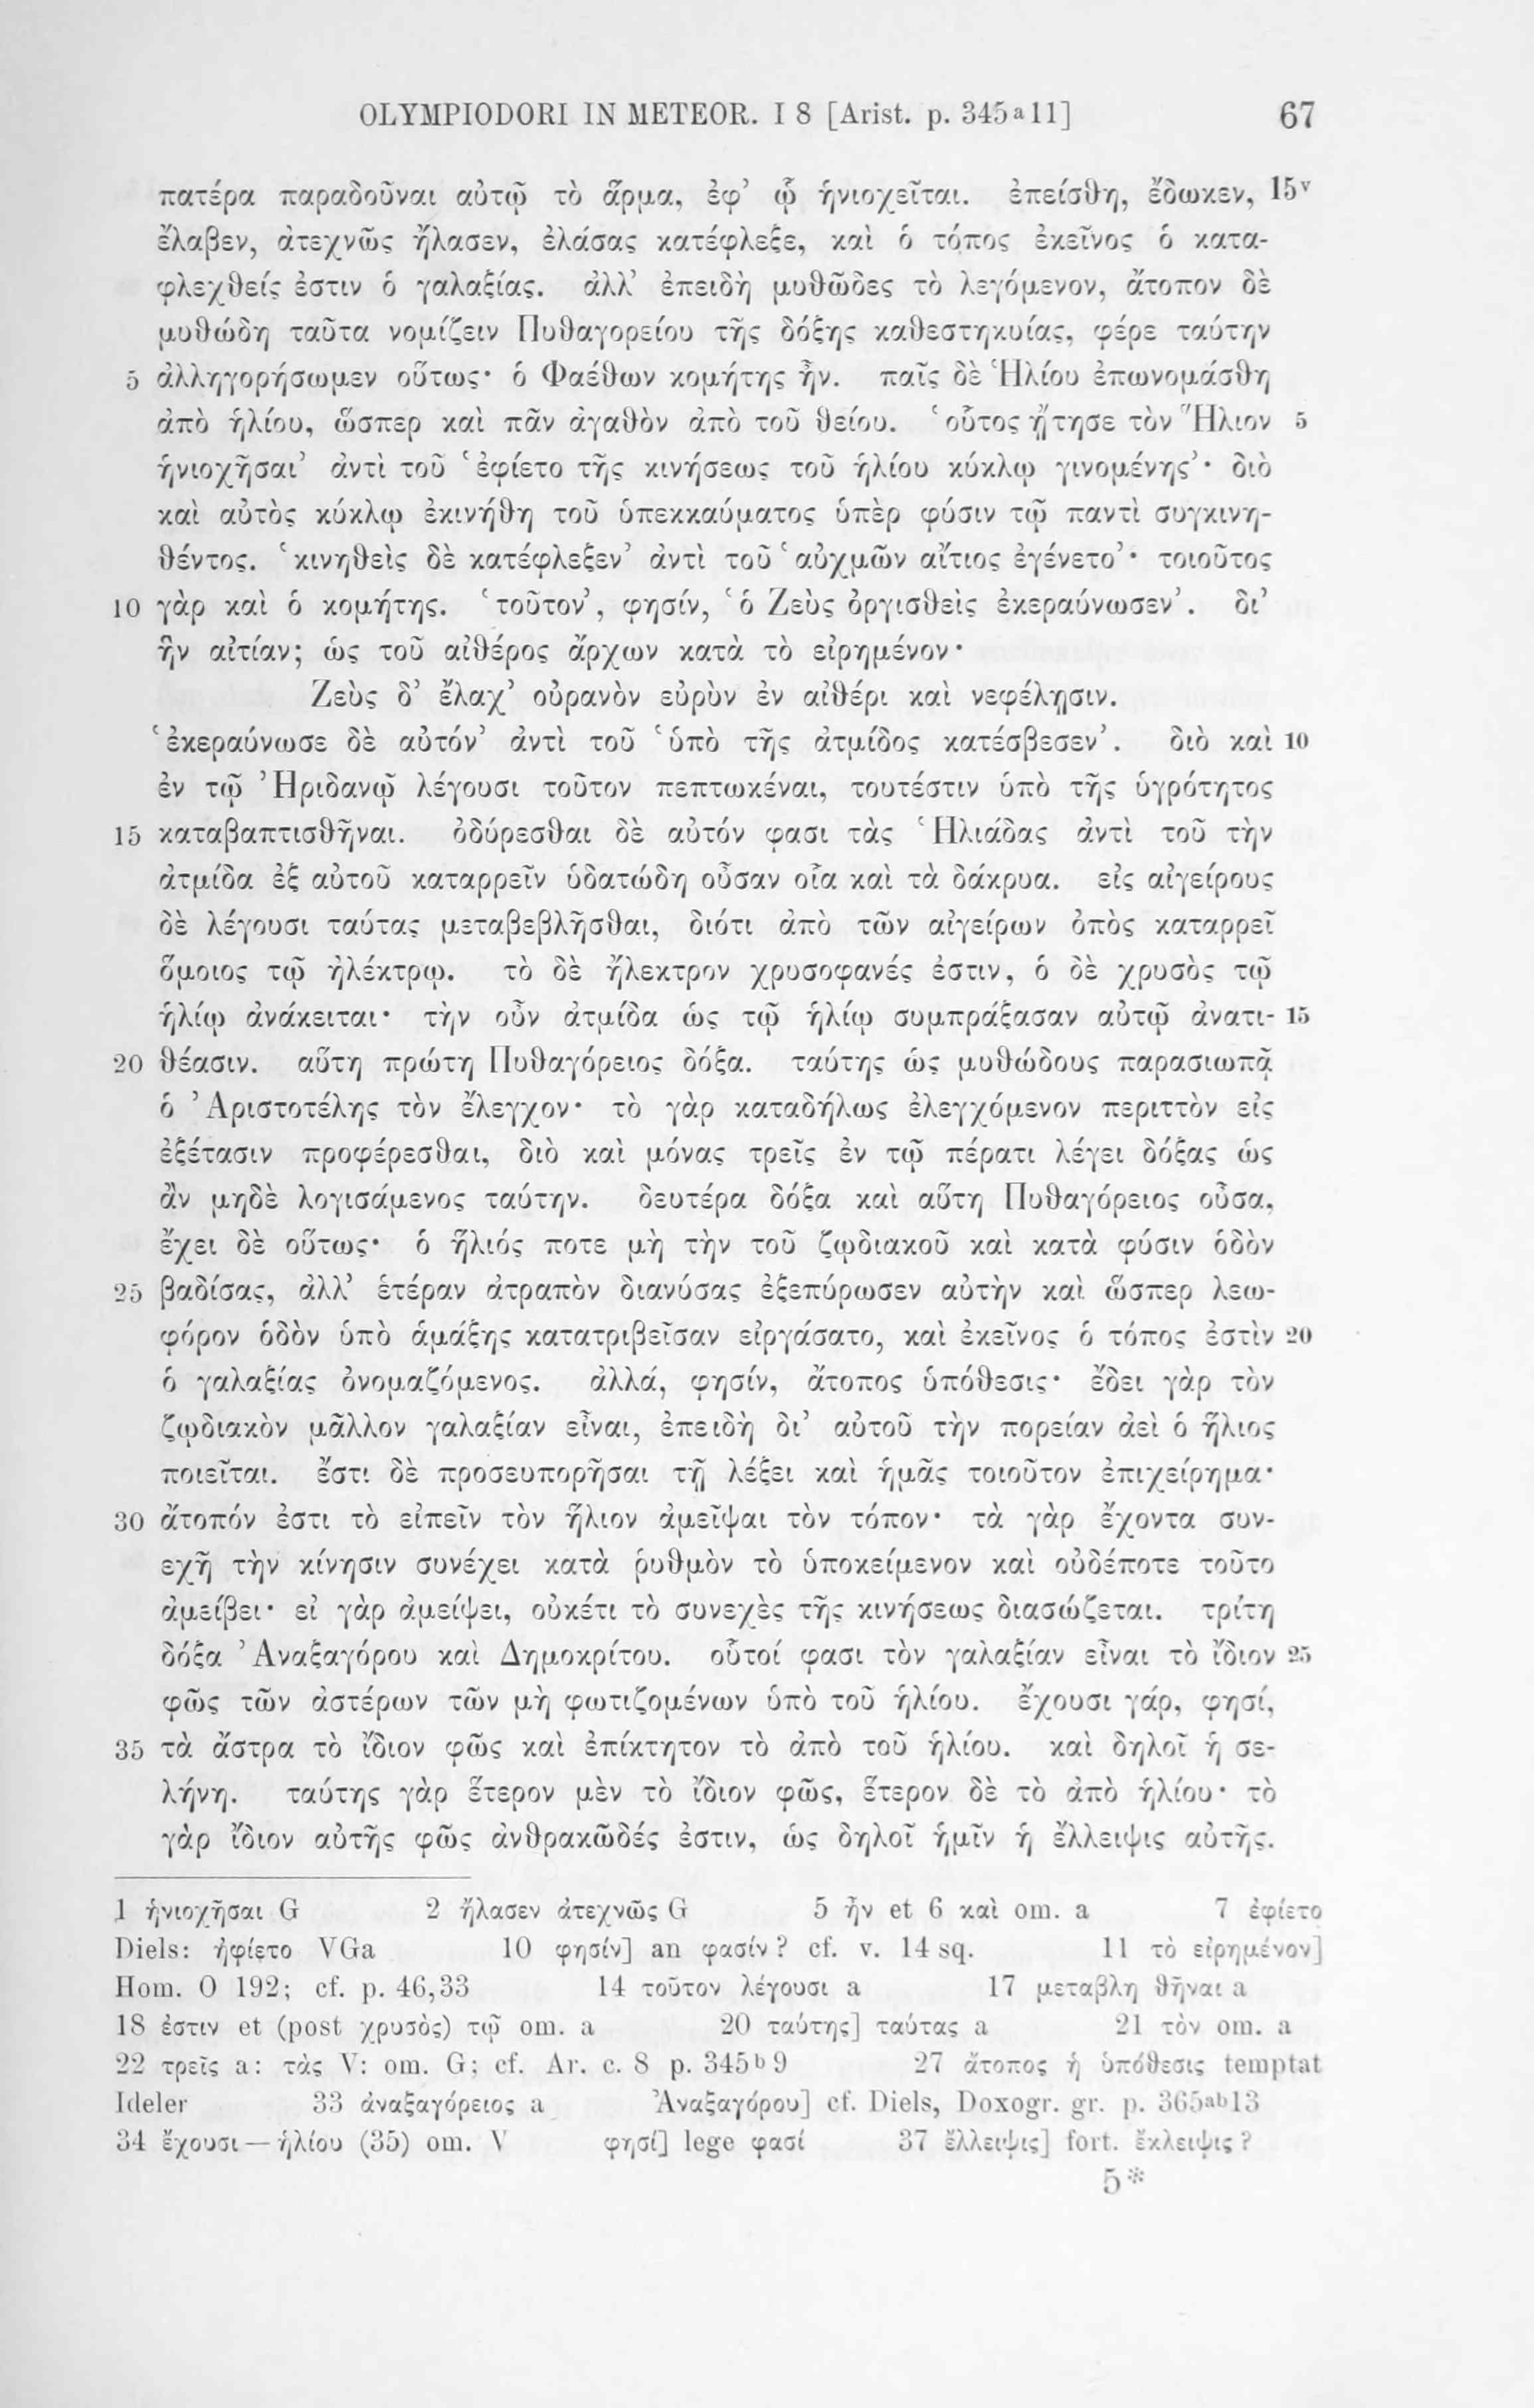 OLYMPIODORI IN METEOR. I 8 [Arist. p. 345a11] 67
πατέρα παραδοῦναι αὐτῷ τὸ ἅρμα, ἐφ’ ᾧ ἡνιοχεῖται. ἐπείσθη, ἔδωκεν, 15v
ἔλαβεν, ἀτεχνῶς ἤλασεν, ἐλάσας κατέφλεξε, καὶ ὁ τόπος ἐκεῖνος ὁ κατα-
φλεχθείς ἐστιν ὁ γαλαξίας. ἀλλ’ ἐπειδὴ μυθῶδες τὸ λεγόμενον, ἄτοπον δὲ
μυθώδη ταῦτα νομίζειν Πυθαγορείου τῆς δόξης καθεστηκυίας, φέρε ταύτην
5 ἀλληγορήσωμεν οὕτως· ὁ Φαέθων κομήτης ἦν. παῖς δὲ Ἡλίου ἐπωνομάσθη
ἀπὸ ἡλίου, ὥσπερ καὶ πᾶν ἀγαθὸν ἀπὸ τοῦ θείου. ‘οὗτος ᾔτησε τὸν Ἥλιον 5
ἡνιοχῆσαι’ ἀντὶ τοῦ ‘ἐφίετο τῆς κινήσεως τοῦ ἡλίου κύκλῳ γινομένης’· διὸ
καὶ αὐτὸς κύκλῳ ἐκινήθη τοῦ ὑπεκκαύματος ὑπὲρ φύσιν τῷ παντὶ συγκινη-
θέντος. ‘κινηθεὶς δὲ κατέφλεξεν’ ἀντὶ τοῦ ‘αὐχμῶν αἴτιος ἐγένετο’· τοιοῦτος
10 γὰρ καὶ ὁ κομήτης. ‘τοῦτον’, φησίν, ‘ὁ Ζεὺς ὀργισθεὶς ἐκεραύνωσεν’. δι’
ἣν αἰτίαν; ὡς τοῦ αἰθέρος ἄρχων κατὰ τὸ εἰρημένον·
Ζεὺς δ’ ἔλαχ’ οὐρανὸν εὐρὺν ἐν αἰθέρι καὶ νεφέλῃσιν.
‘ἐκεραύνωσε δὲ αὐτόν’ ἀντὶ τοῦ ‘ὑπὸ τῆς ἀτμίδος κατέσβεσεν’. διὸ καὶ 10
ἐν τῷ Ἠριδανῷ λέγουσι τοῦτον πεπτωκέναι, τουτέστιν ὑπὸ τῆς ὑγρότητος
15 καταβαπτισθῆναι. ὀδύρεσθαι δὲ αὐτόν φασι τὰς Ἡλιάδας ἀντὶ τοῦ τὴν
ἀτμίδα ἐξ αὐτοῦ καταρρεῖν ὑδατώδη οὖσαν οἷα καὶ τὰ δάκρυα. εἰς αἰγείρους
δὲ λέγουσι ταύτας μεταβεβλῆσθαι, διότι ἀπὸ τῶν αἰγείρων ὀπὸς καταρρεῖ
ὅμοιος τῷ ἠλέκτρῳ. τὸ δὲ ἤλεκτρον χρυσοφανές ἐστιν, ὁ δὲ χρυσὸς τῷ
ἡλίῳ ἀνάκειται· τὴν οὖν ἀτμίδα ὡς τῷ ἡλίῳ συμπράξασαν αὐτῷ ἀνατι- 15
20 θέασιν. αὕτη πρώτη Πυθαγόρειος δόξα. ταύτης ὡς μυθώδους παρασιωπᾷ
ὁ Ἀριστοτέλης τὸν ἔλεγχον· τὸ γὰρ καταδήλως ἐλεγχόμενον περιττὸν εἰς
ἐξέτασιν προφέρεσθαι, διὸ καὶ μόνας τρεῖς ἐν τῷ πέρατι λέγει δόξας ὡς
ἂν μηδὲ λογισάμενος ταύτην. δευτέρα δόξα καὶ αὕτη Πυθαγόρειος οὖσα,
ἔχει δὲ οὕτως· ὁ ἥλιός ποτε μὴ τὴν τοῦ ζῳδιακοῦ καὶ κατὰ φύσιν ὁδὸν
25 βαδίσας, ἀλλ’ ἑτέραν ἀτραπὸν διανύσας ἐξεπύρωσεν αὐτὴν καὶ ὥσπερ λεω-
φόρον ὁδὸν ὑπὸ ἁμάξης κατατριβεῖσαν εἰργάσατο, καὶ ἐκεῖνος ὁ τόπος ἐστὶν 20
ὁ γαλαξίας ὀνομαζόμενος. ἀλλά, φησίν, ἄτοπος ὑπόθεσις· ἔδει γὰρ τὸν
ζῳδιακὸν μᾶλλον γαλαξίαν εἶναι, ἐπειδὴ δι’ αὐτοῦ τὴν πορείαν ἀεὶ ὁ ἥλιος
ποιεῖται. ἔστι δὲ προσευπορῆσαι τῇ λέξει καὶ ἡμᾶς τοιοῦτον ἐπιχείρημα·
30 ἄτοπόν ἐστι τὸ εἰπεῖν τὸν ἥλιον ἀμεῖψαι τὸν τόπον· τὰ γὰρ ἔχοντα συν-
εχῆ τὴν κίνησιν συνέχει κατὰ ῥυθμὸν τὸ ὑποκείμενον καὶ οὐδέποτε τοῦτο
ἀμείβει· εἰ γὰρ ἀμείψει, οὐκέτι τὸ συνεχὲς τῆς κινήσεως διασώζεται. τρίτη
δόξα Ἀναξαγόρου καὶ Δημοκρίτου. οὗτοί φασι τὸν γαλαξίαν εἶναι τὸ ἴδιον 25
φῶς τῶν ἀστέρων τῶν μὴ φωτιζομένων ὑπὸ τοῦ ἡλίου. ἔχουσι γάρ, φησί,
35 τὰ ἄστρα τὸ ἴδιον φῶς καὶ ἐπίκτητον τὸ ἀπὸ τοῦ ἡλίου. καὶ δηλοῖ ἡ σε-
λήνη. ταύτης γὰρ ἕτερον μὲν τὸ ἴδιον φῶς, ἕτερον δὲ τὸ ἀπὸ ἡλίου· τὸ
γὰρ ἴδιον αὐτῆς φῶς ἀνθρακῶδές ἐστιν, ὡς δηλοῖ ἡμῖν ἡ ἔλλειψις αὐτῆς.
1 ἡνιοχῆσαι G 2 ἤλασεν ἀτεχνῶς G 5 ἦν et 6 καὶ om. a 7 ἐφίετο
Diels: ἠφίετο VGa 10 φησίν] an φασίν? cf. v. 14 sq. 11 τὸ εἰρημένον]
Hom. O 192; cf. p. 46,33 14 τοῦτον λέγουσι a 17 μεταβλη θῆναι a
18 ἐστιν et (post χρυσὸς) τῷ om. a 20 ταύτης] ταύτας a 21 τὸν om. a
22 τρεῖς a: τὰς V: om. G; cf. Ar. c. 8 p. 345b9 27 ἄτοπος ἡ ὑπόθεσις temptat
Ideler 33 ἀναξαγόρειος a Ἀναξαγόρου] cf. Diels, Doxogr. gr. p. 365ab13
34 ἔχουσι — ἡλίου (35) om. V φησί] lege φασί 37 ἔλλειψις] fort. ἔκλειψις?
5*